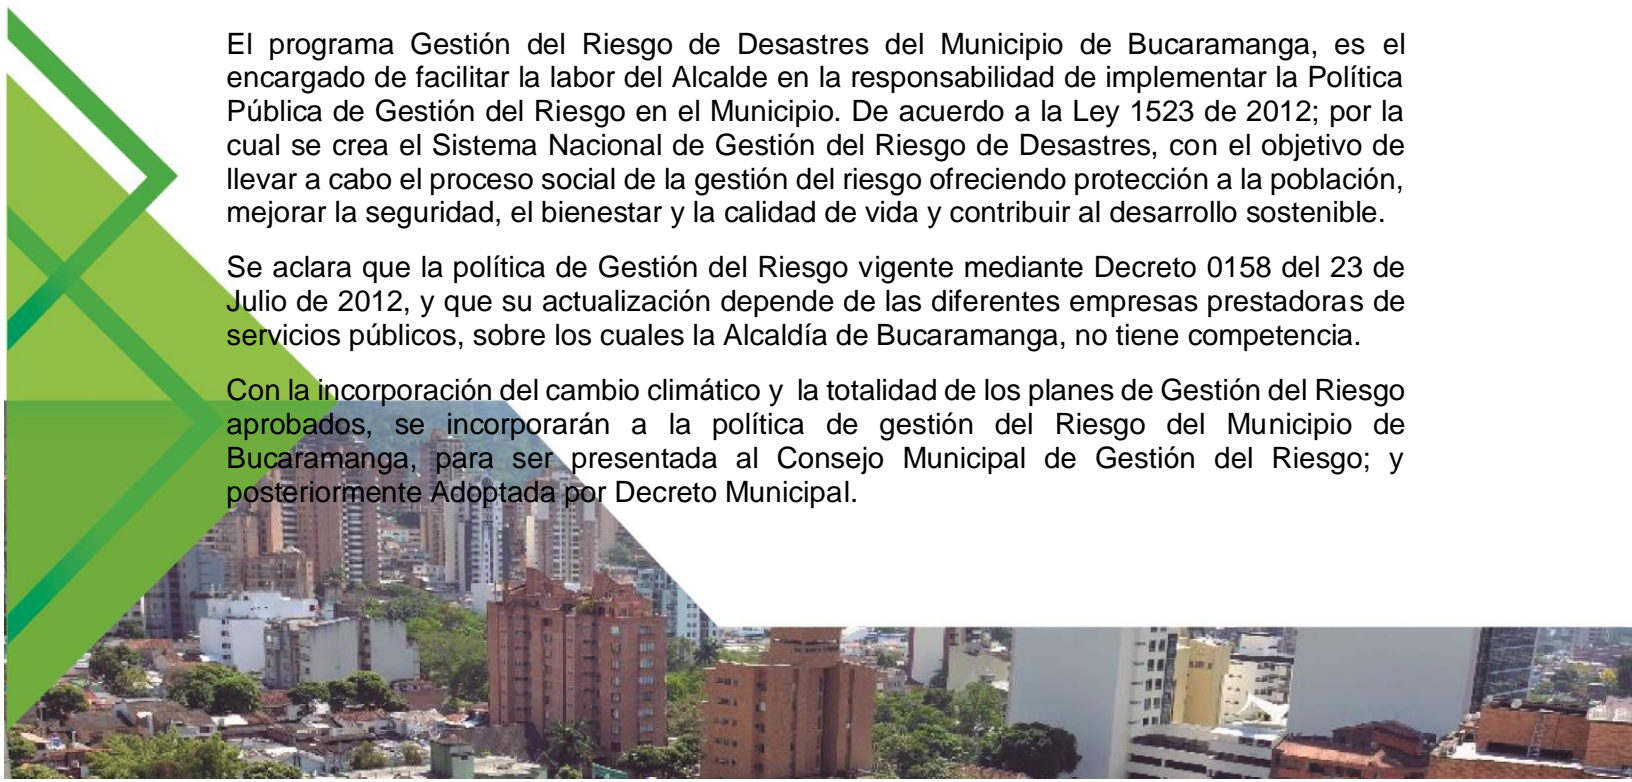 El programa Gestión del Riesgo de Desastres del Municipio de Bucaramanga, es el
encargado de facilitar la labor del Alcalde en la responsabilidad de implementar la Política
Pública de Gestión del Riesgo en el Municipio. De acuerdo a la Ley 1523 de 2012; por la
cual se crea el Sistema Nacional de Gestión del Riesgo de Desastres, con el objetivo de
llevar a cabo el proceso social de la gestión del riesgo ofreciendo protección a la población,
mejorar la seguridad, el bienestar y la calidad de vida y contribuir al desarrollo sostenible.
Se aclara que la política de Gestión del Riesgo vigente mediante Decreto 0158 del 23 de
Julio de 2012, y que su actualización depende de las diferentes empresas prestadoras de
servicios públicos, sobre los cuales la Alcaldía de Bucaramanga, no tiene competencia.
Con la incorporación del cambio climático y la totalidad de los planes de Gestión del Riesgo
aprobados, se incorporarán a la política de gestión del Riesgo del Municipio de
Bucaramanga, para ser presentada al Consejo Municipal de Gestión del Riesgo; y
posteriormente Adoptada por Decreto Municipal.